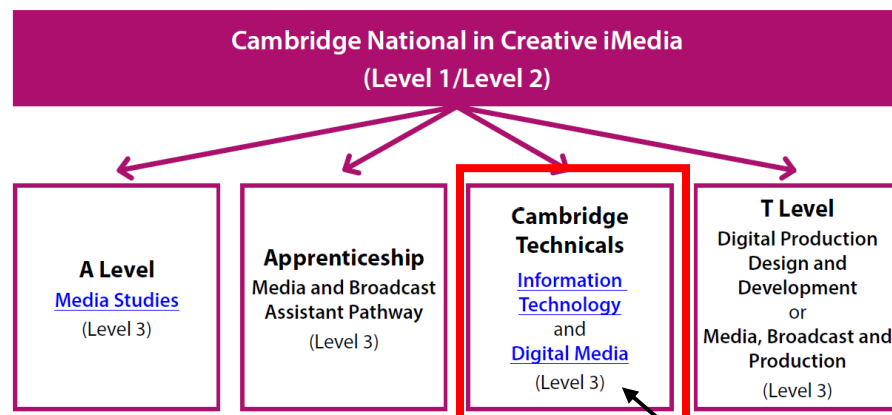 Cambridge National in Creative iMedia
(Level 1/Level 2)
A Level
Media Studies
(Level 3)
Apprenticeship
Media and Broadcast
Assistant Pathway
(Level 3)
Cambridge
Technicals
Information
Technology
and
Digital Media
(Level 3)
T Level
Digital Production
Design and
Development
or
Media, Broadcast and
Production
(Level 3)